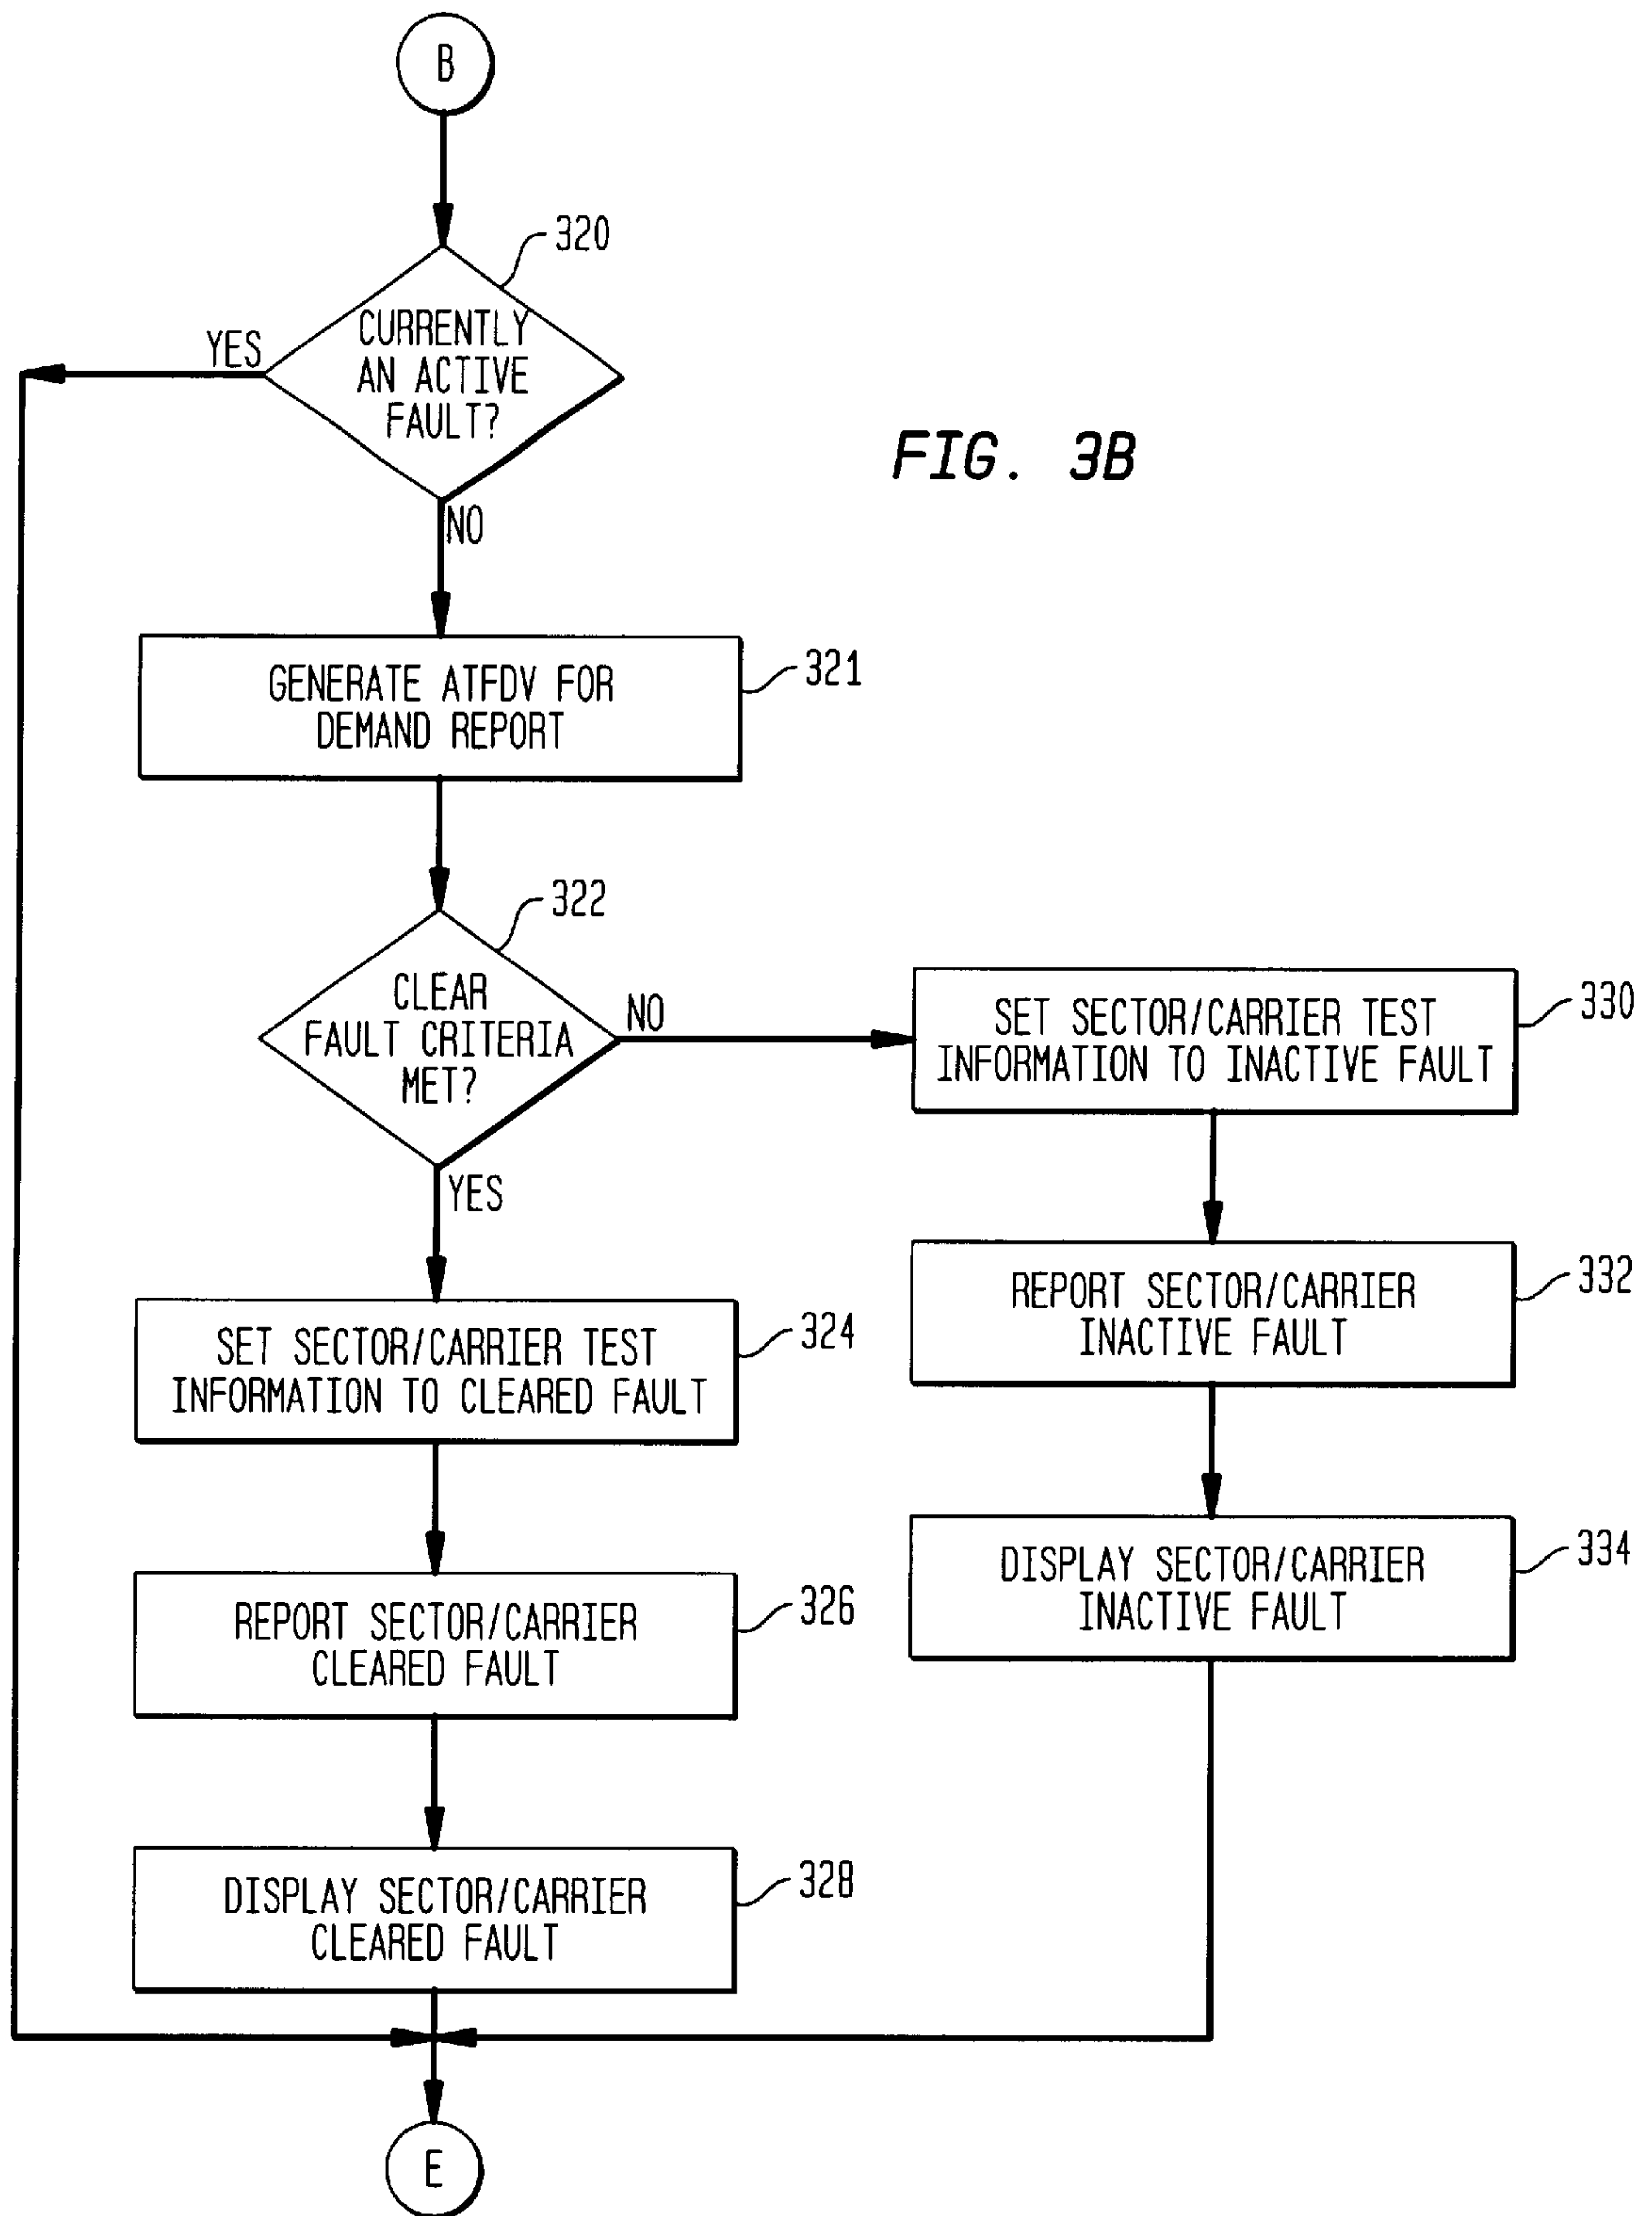 B
320
CURRENTLY
AN ACTIVE
FAULT?
YES
NO
FIG. 3B
GENERATE ATFDV FOR
DEMAND REPORT
321
322
CLEAR
FAULT CRITERIA
MET?
NO
YES
SET SECTOR/CARRIER TEST
INFORMATION TO INACTIVE FAULT
330
REPORT SECTOR/CARRIER
INACTIVE FAULT
332
DISPLAY SECTOR/CARRIER
INACTIVE FAULT
334
SET SECTOR/CARRIER TEST
INFORMATION TO CLEARED FAULT
324
REPORT SECTOR/CARRIER
CLEARED FAULT
326
DISPLAY SECTOR/CARRIER
CLEARED FAULT
328
E